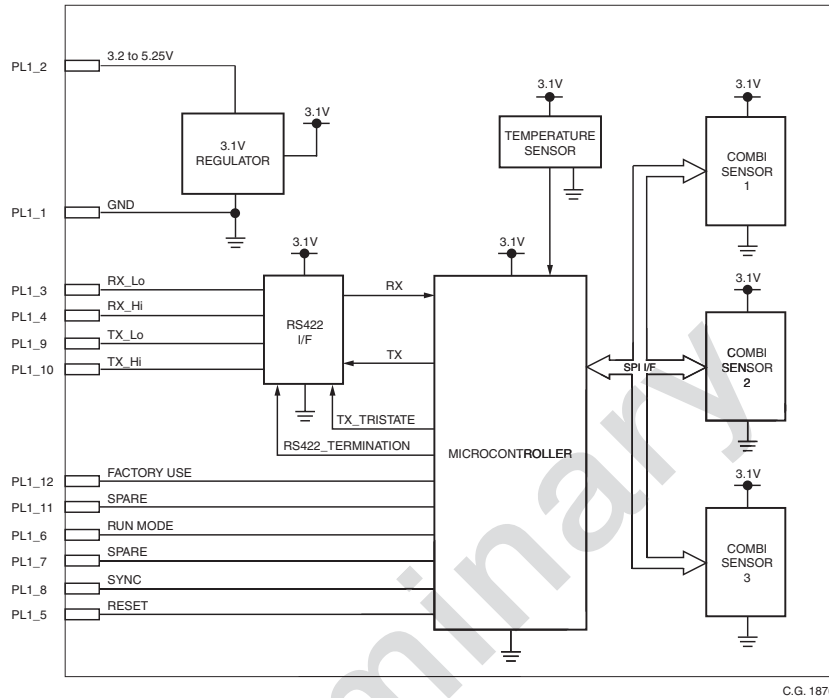 PL1_2
3.2 to 5.25V
3.1V
REGULATOR
3.1V
PL1_1
GND
3.1V
TEMPERATURE
SENSOR
3.1V
COMBI
SENSOR
1
3.1V
PL1_3
RX_Lo
PL1_4
RX_Hi
PL1_9
TX_Lo
PL1_10
TX_Hi
RS422
I/F
RX
TX
TX_TRISTATE
RS422_TERMINATION
3.1V
MICROCONTROLLER
SPI I/F
3.1V
COMBI
SENSOR
2
3.1V
COMBI
SENSOR
3
PL1_12
FACTORY USE
PL1_11
SPARE
PL1_6
RUN MODE
PL1_7
SPARE
PL1_8
SYNC
PL1_5
RESET
minary